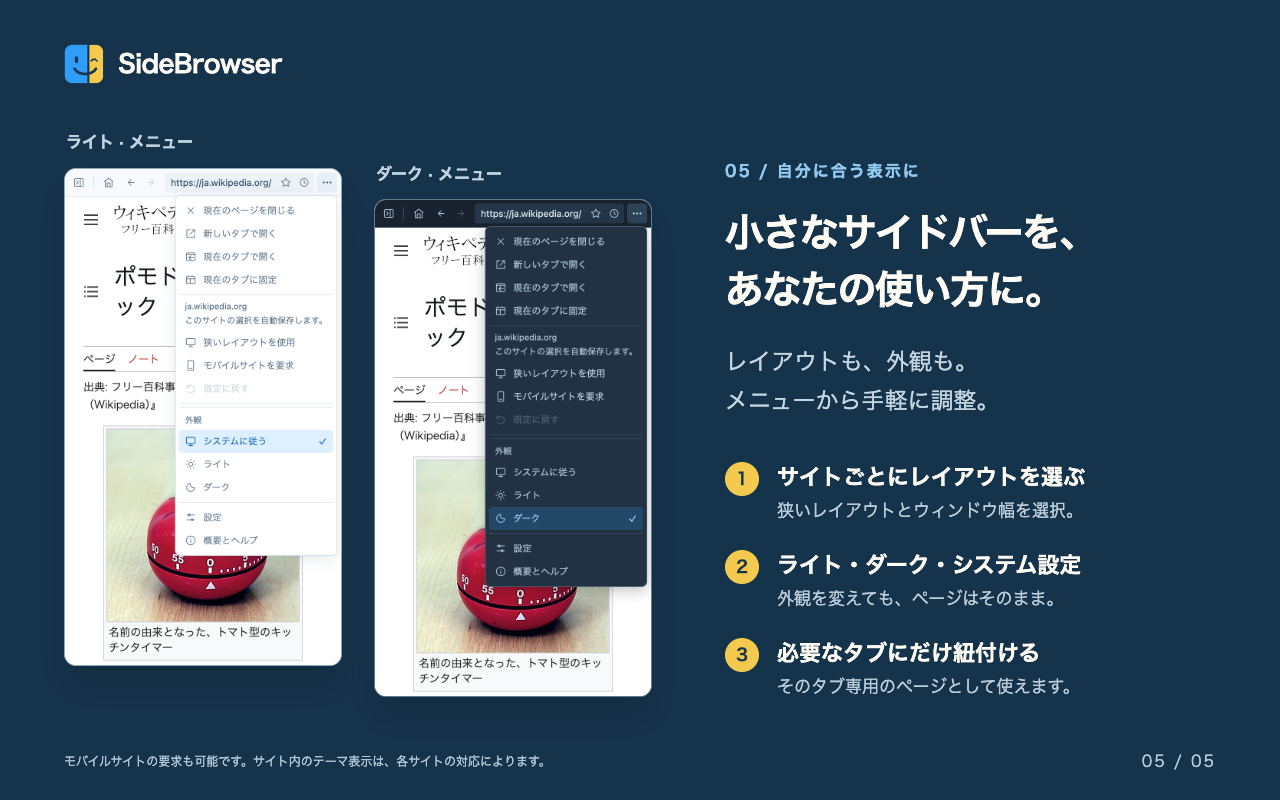 SideBrowser
ライト・メニュー
https://ja.wikipedia.org/
ウィキペデ
フリー百科
ポモド
ック
ページ ノート
出典: フリー百科事
（Wikipedia）』
現在のページを閉じる
新しいタブで開く
現在のタブで開く
現在のタブに固定
ja.wikipedia.org
このサイトの選択を自動保存します。
狭いレイアウトを使用
モバイルサイトを要求
既定に戻す
外観
システムに従う
ライト
ダーク
設定
概要とヘルプ
50 55 0 5
名前の由来となった、トマト型のキッ
チンタイマー
ダーク・メニュー
https://ja.wikipedia.org/
ウィキペデ
フリー百科
ポモド
ック
ページ ノート
出典: フリー百科事
（Wikipedia）』
現在のページを閉じる
新しいタブで開く
現在のタブで開く
現在のタブに固定
ja.wikipedia.org
このサイトの選択を自動保存します。
狭いレイアウトを使用
モバイルサイトを要求
既定に戻す
外観
システムに従う
ライト
ダーク
設定
概要とヘルプ
50 55 0 5
名前の由来となった、トマト型のキッ
チンタイマー
05 / 自分に合う表示に
小さなサイドバーを、
あなたの使い方に。
レイアウトも、外観も。
メニューから手軽に調整。
1 サイトごとにレイアウトを選ぶ
狭いレイアウトとウィンドウ幅を選択。
2 ライト・ダーク・システム設定
外観を変えても、ページはそのまま。
3 必要なタブにだけ紐付ける
そのタブ専用のページとして使えます。
モバイルサイトの要求も可能です。サイト内のテーマ表示は、各サイトの対応によります。
05 / 05